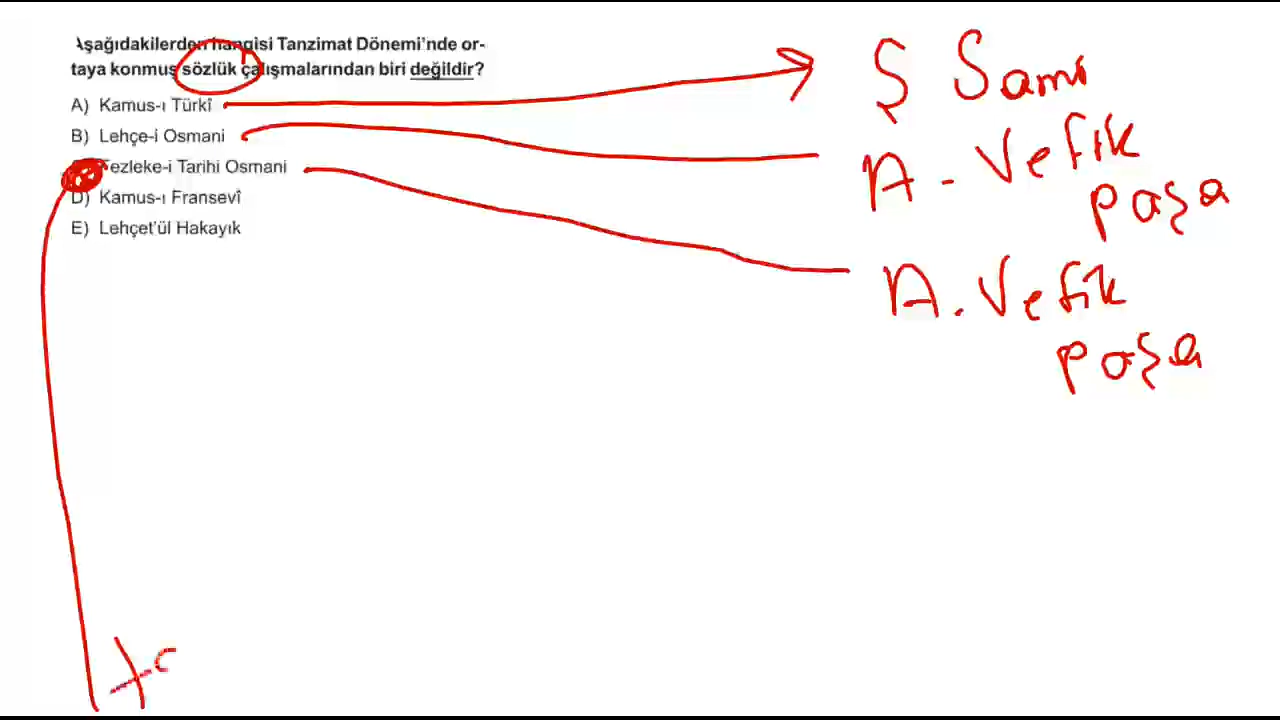 Aşağıdakilerden hangisi Tanzimat Dönemi'nde or-
taya konmuş sözlük çalışmalarından biri değildir?
A) Kamus-ı Türkî
B) Lehçe-i Osmani
Tezleke-i Tarihi Osmani
D) Kamus-ı Fransevî
E) Lehçet'ül Hakayık
Ş Sami
A. Vefik
paşa
A. Vefik
paşa